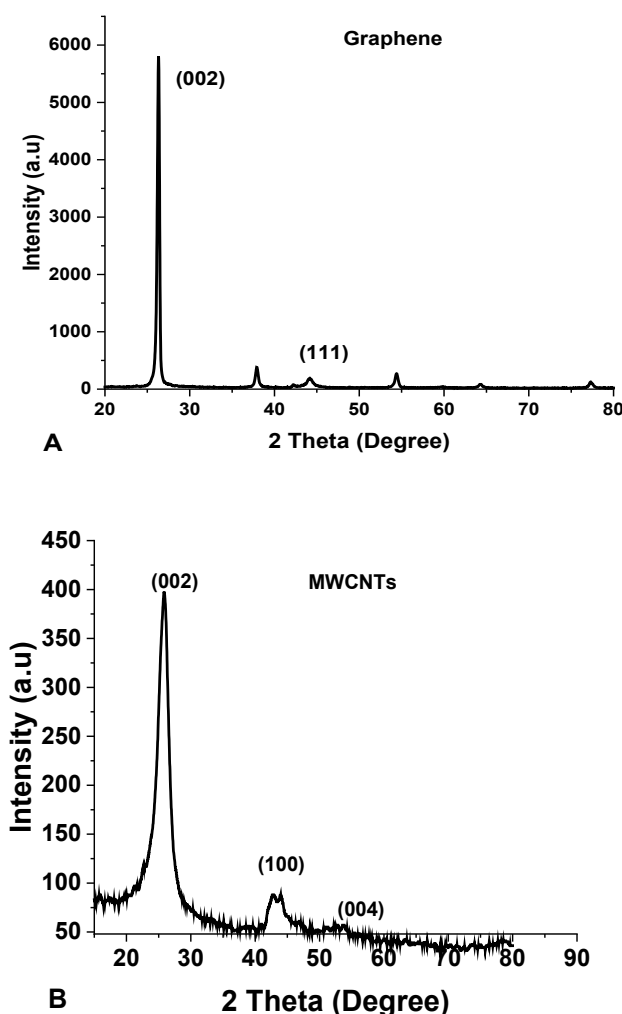 Graphene
(002)
(111)
Intensity (a.u)
6000
5000
4000
3000
2000
1000
0
20 30 40 50 60 70 80
2 Theta (Degree)
A
MWCNTs
(002)
(100)
(004)
Intensity (a.u)
450
400
350
300
250
200
150
100
50
20 30 40 50 60 70 80 90
2 Theta (Degree)
B